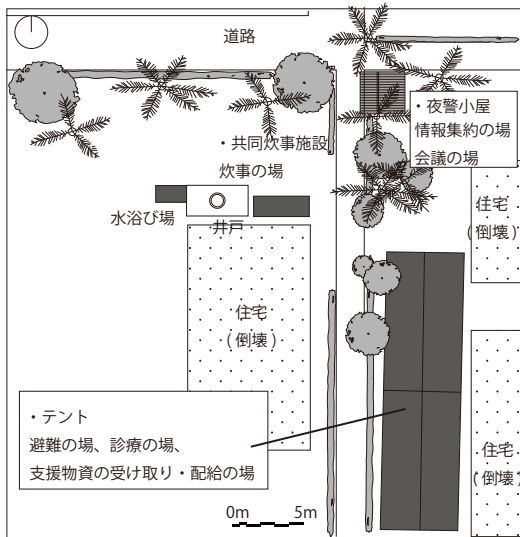 道路
・夜警小屋
情報集約の場
会議の場
・共同炊事施設
炊事の場
水浴び場
井戸
住宅
(倒壊)
住宅
(倒壊)
・テント
避難の場、診療の場、
支援物資の受け取り・配給の場
住宅
(倒壊)
0m 5m